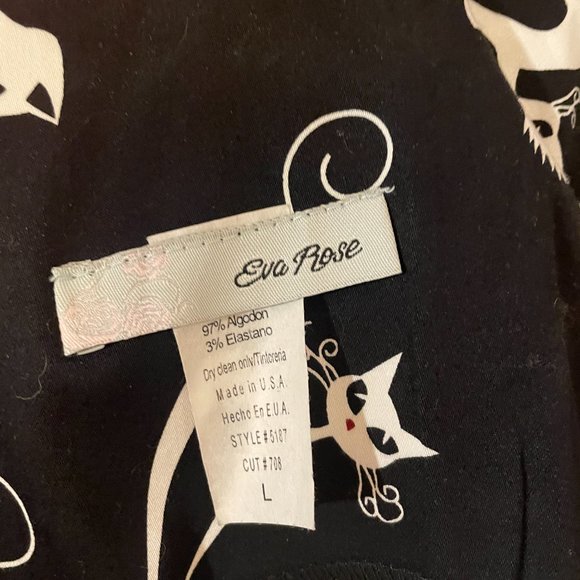 Eva Rose
97% Algodon
3% Elastano
Dry clean only/Tintoreria
Made in U.S.A.
Hecho En E.U.A.
STYLE#5187
CUT#708
L